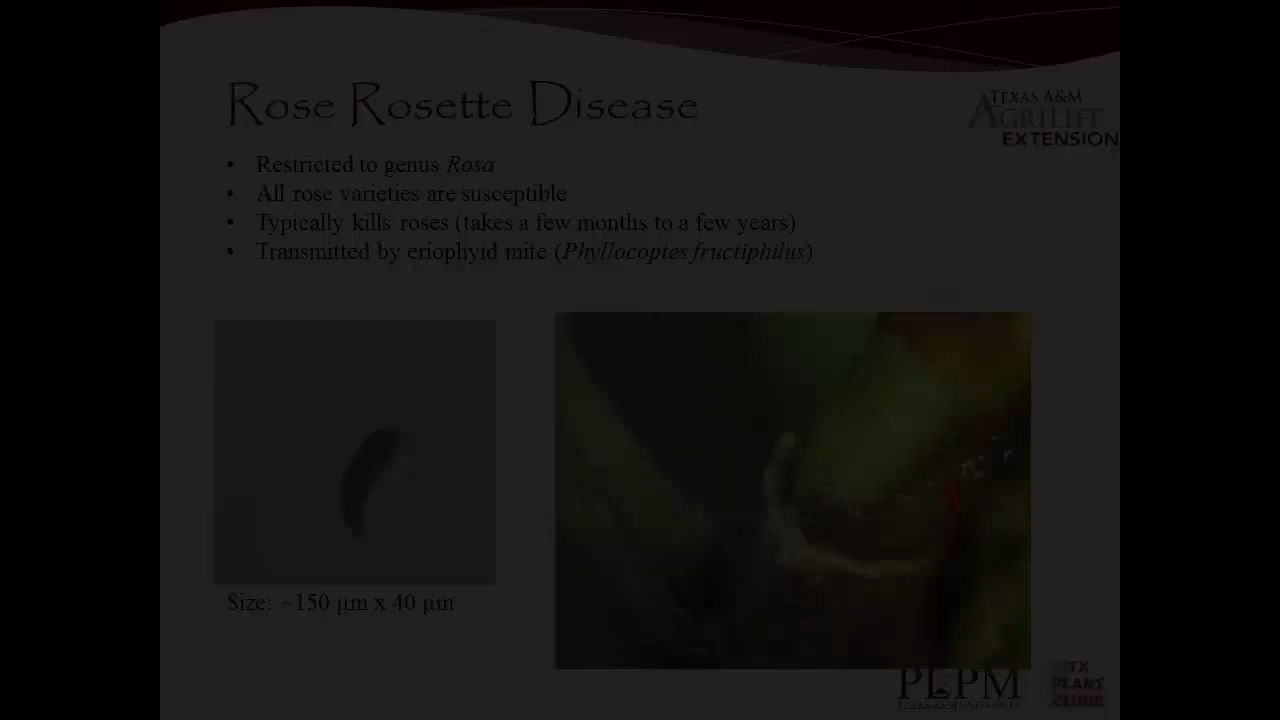 Rose Rosette Disease
TEXAS A&M
AGRILIFE
EXTENSION
• Restricted to genus Rosa
• All rose varieties are susceptible
• Typically kills roses (takes a few months to a few years)
• Transmitted by eriophyid mite (Phyllocoptes fructiphilus)
Size: ~150 μm x 40 μm
PLPM
TEXAS A&M UNIVERSITY
TX
PLANT
CLINIC